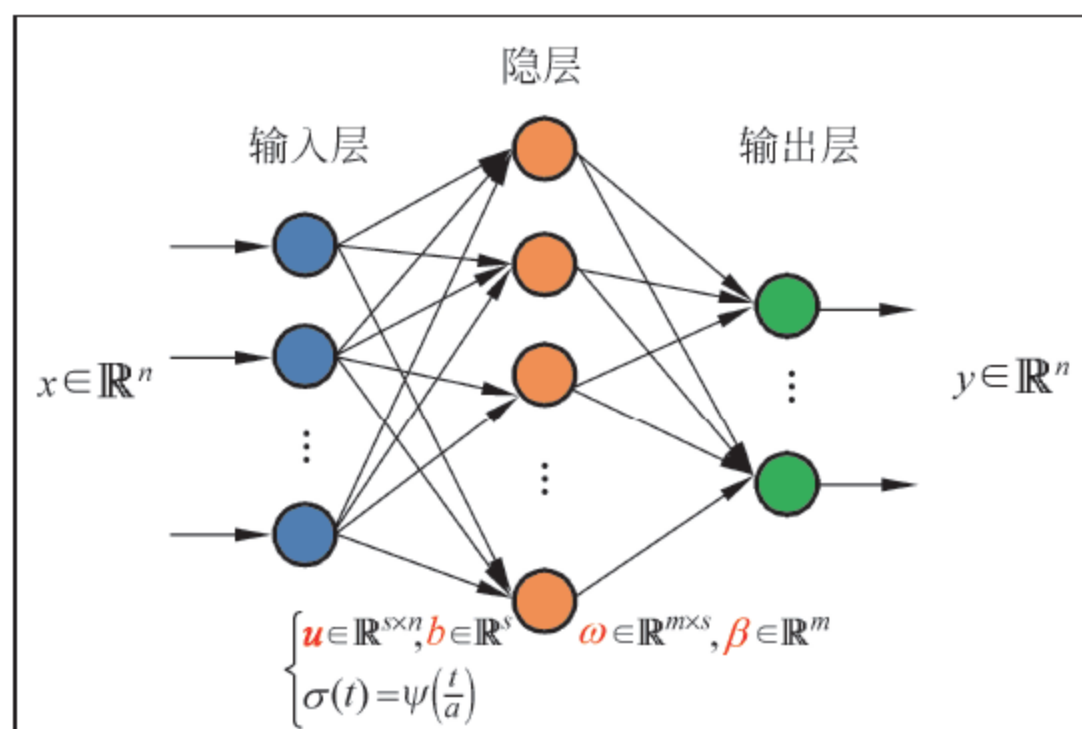 隐层
输入层
输出层
⋮
⋮
⋮
x∈ℝⁿ
y∈ℝⁿ
u∈ℝ^{s×n}, b∈ℝ^s
ω∈ℝ^{m×s}, β∈ℝ^m
σ(t)=ψ(t/a)